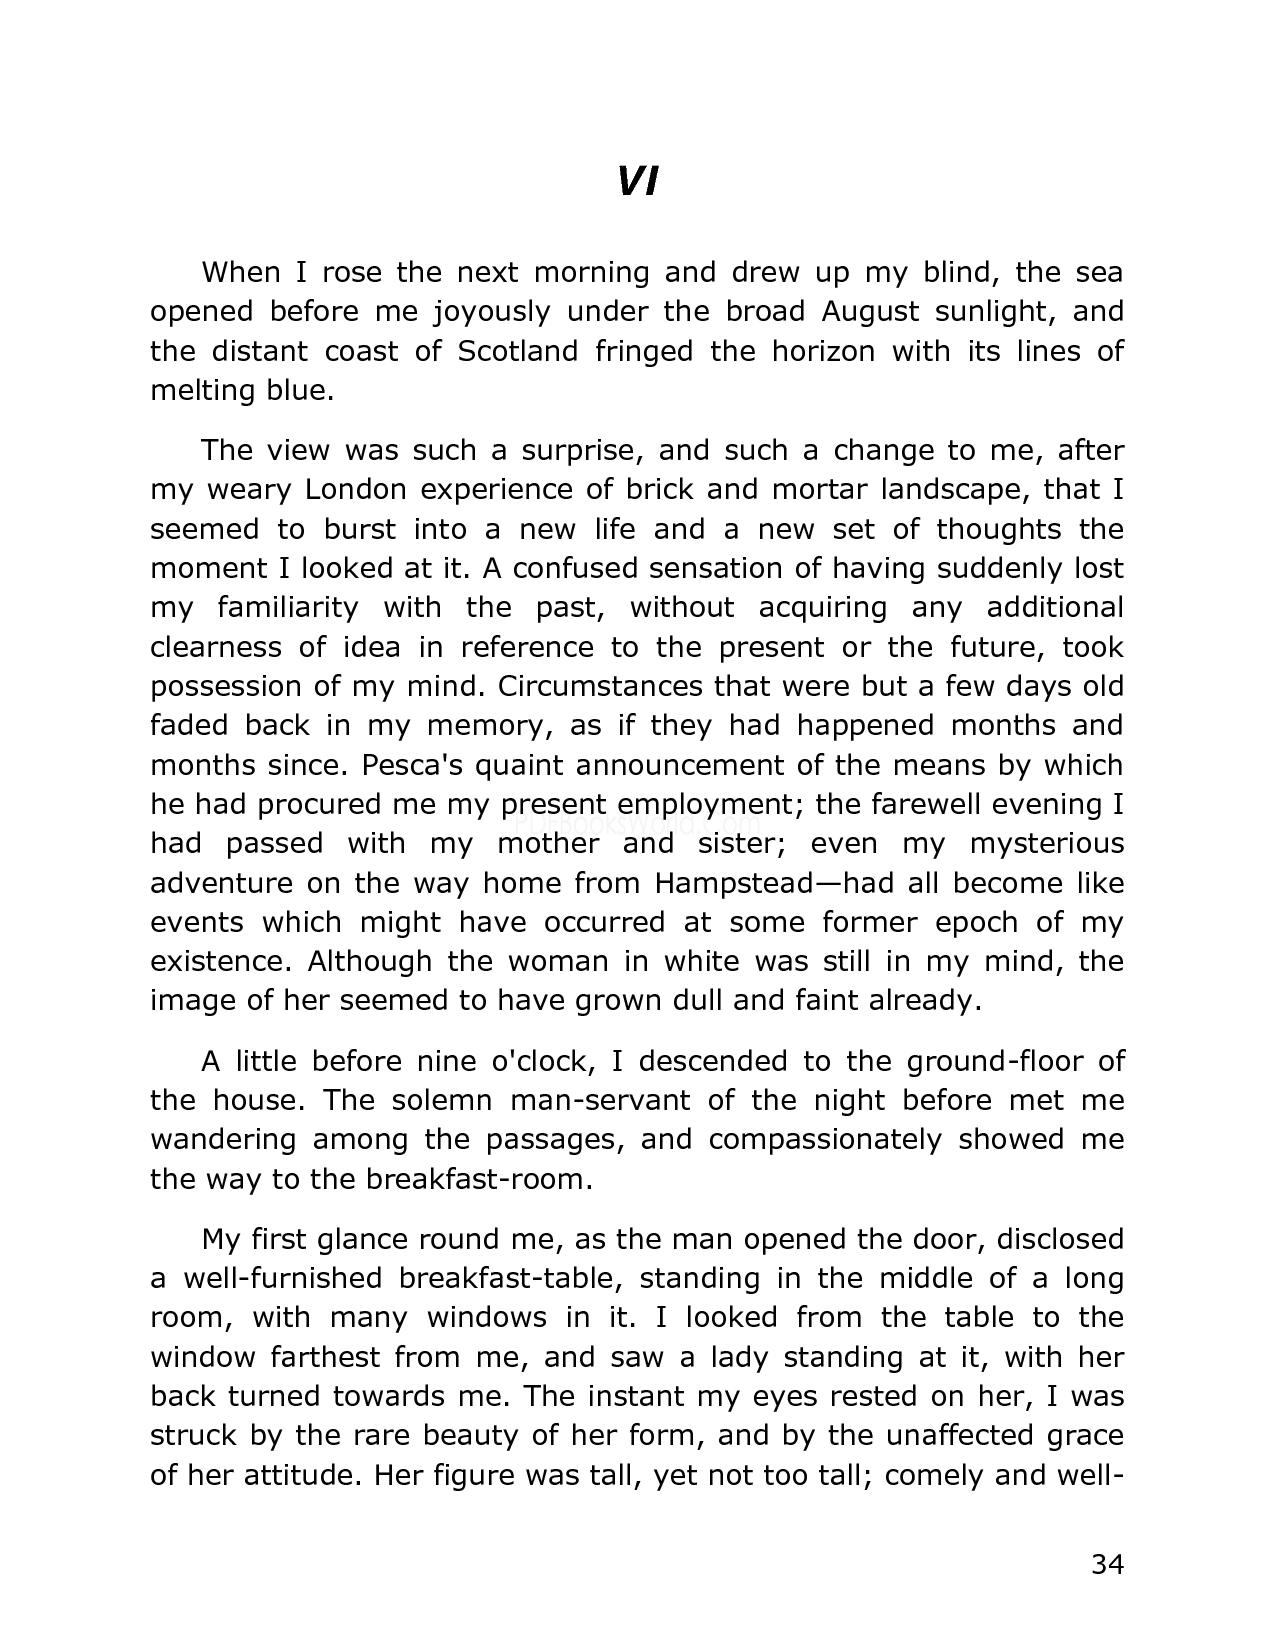 VI
When I rose the next morning and drew up my blind, the sea
opened before me joyously under the broad August sunlight, and
the distant coast of Scotland fringed the horizon with its lines of
melting blue.
The view was such a surprise, and such a change to me, after
my weary London experience of brick and mortar landscape, that I
seemed to burst into a new life and a new set of thoughts the
moment I looked at it. A confused sensation of having suddenly lost
my familiarity with the past, without acquiring any additional
clearness of idea in reference to the present or the future, took
possession of my mind. Circumstances that were but a few days old
faded back in my memory, as if they had happened months and
months since. Pesca's quaint announcement of the means by which
he had procured me my present employment; the farewell evening I
PDFBooksWorld.Com
had passed with my mother and sister; even my mysterious
adventure on the way home from Hampstead—had all become like
events which might have occurred at some former epoch of my
existence. Although the woman in white was still in my mind, the
image of her seemed to have grown dull and faint already.
A little before nine o'clock, I descended to the ground-floor of
the house. The solemn man-servant of the night before met me
wandering among the passages, and compassionately showed me
the way to the breakfast-room.
My first glance round me, as the man opened the door, disclosed
a well-furnished breakfast-table, standing in the middle of a long
room, with many windows in it. I looked from the table to the
window farthest from me, and saw a lady standing at it, with her
back turned towards me. The instant my eyes rested on her, I was
struck by the rare beauty of her form, and by the unaffected grace
of her attitude. Her figure was tall, yet not too tall; comely and well-
34